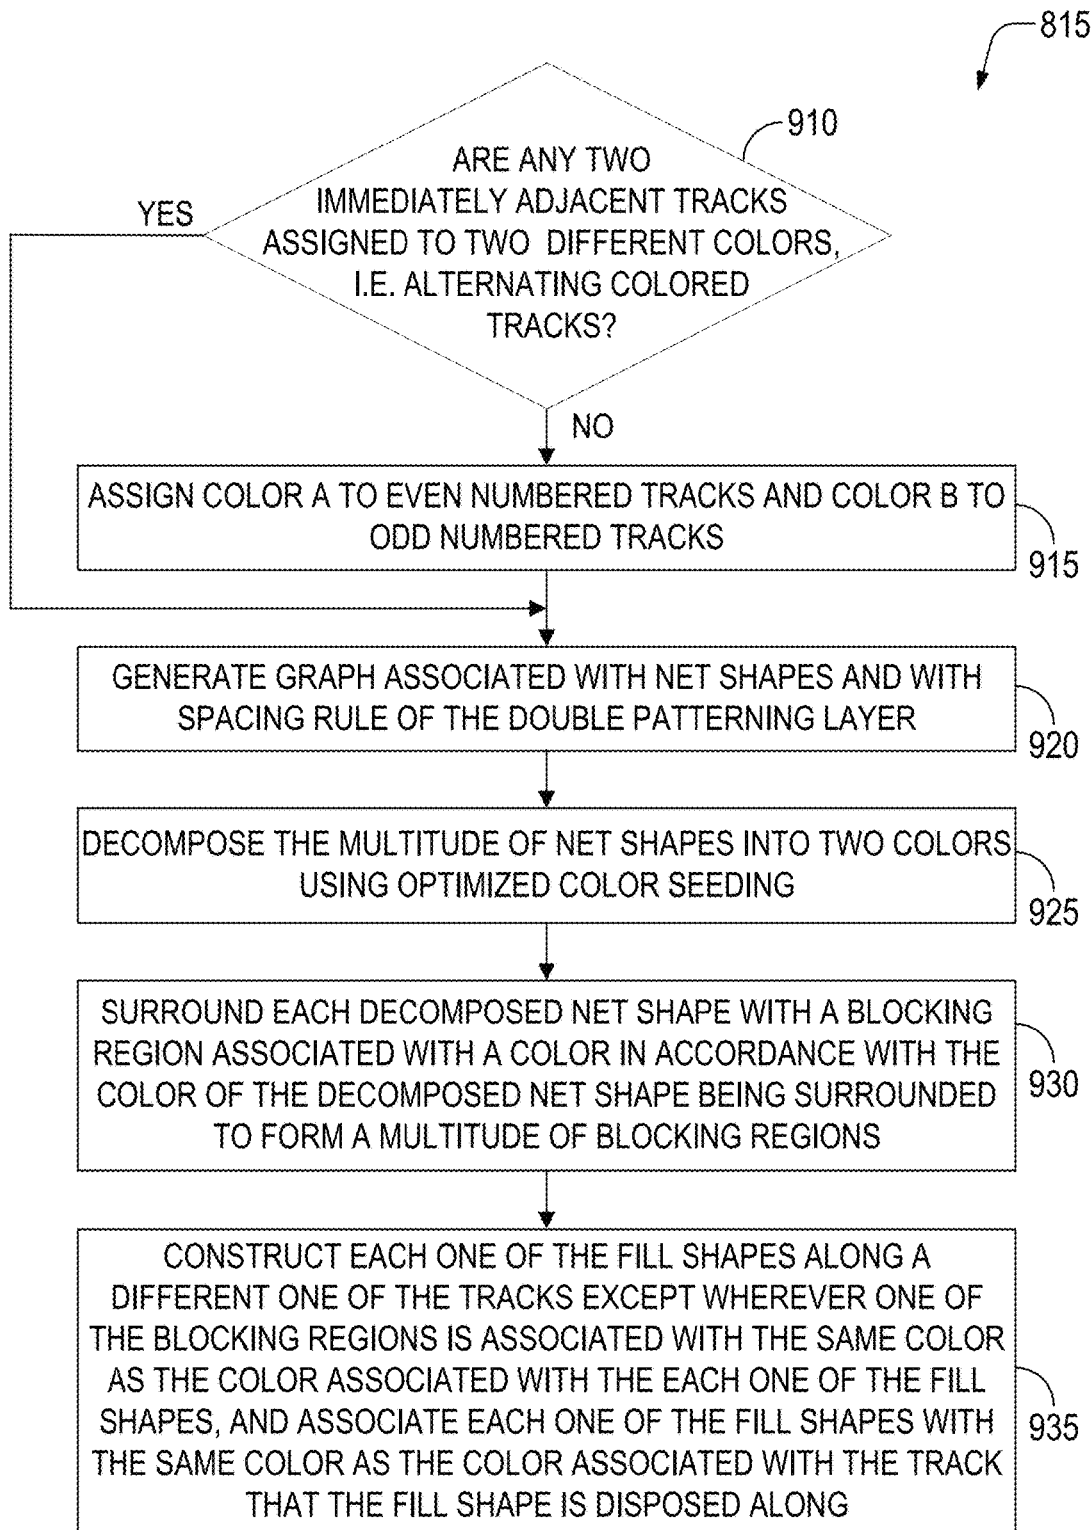 815
910
ARE ANY TWO
IMMEDIATELY ADJACENT TRACKS
ASSIGNED TO TWO DIFFERENT COLORS,
I.E. ALTERNATING COLORED
TRACKS?
YES
NO
ASSIGN COLOR A TO EVEN NUMBERED TRACKS AND COLOR B TO
ODD NUMBERED TRACKS
915
GENERATE GRAPH ASSOCIATED WITH NET SHAPES AND WITH
SPACING RULE OF THE DOUBLE PATTERNING LAYER
920
DECOMPOSE THE MULTITUDE OF NET SHAPES INTO TWO COLORS
USING OPTIMIZED COLOR SEEDING
925
SURROUND EACH DECOMPOSED NET SHAPE WITH A BLOCKING
REGION ASSOCIATED WITH A COLOR IN ACCORDANCE WITH THE
COLOR OF THE DECOMPOSED NET SHAPE BEING SURROUNDED
TO FORM A MULTITUDE OF BLOCKING REGIONS
930
CONSTRUCT EACH ONE OF THE FILL SHAPES ALONG A
DIFFERENT ONE OF THE TRACKS EXCEPT WHEREVER ONE OF
THE BLOCKING REGIONS IS ASSOCIATED WITH THE SAME COLOR
AS THE COLOR ASSOCIATED WITH THE EACH ONE OF THE FILL
SHAPES, AND ASSOCIATE EACH ONE OF THE FILL SHAPES WITH
THE SAME COLOR AS THE COLOR ASSOCIATED WITH THE TRACK
THAT THE FILL SHAPE IS DISPOSED ALONG
935